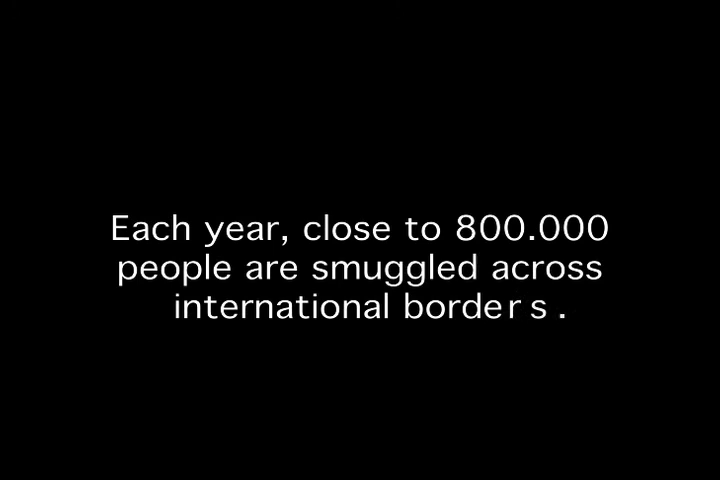 Each year, close to 800.000
people are smuggled across
international borders.